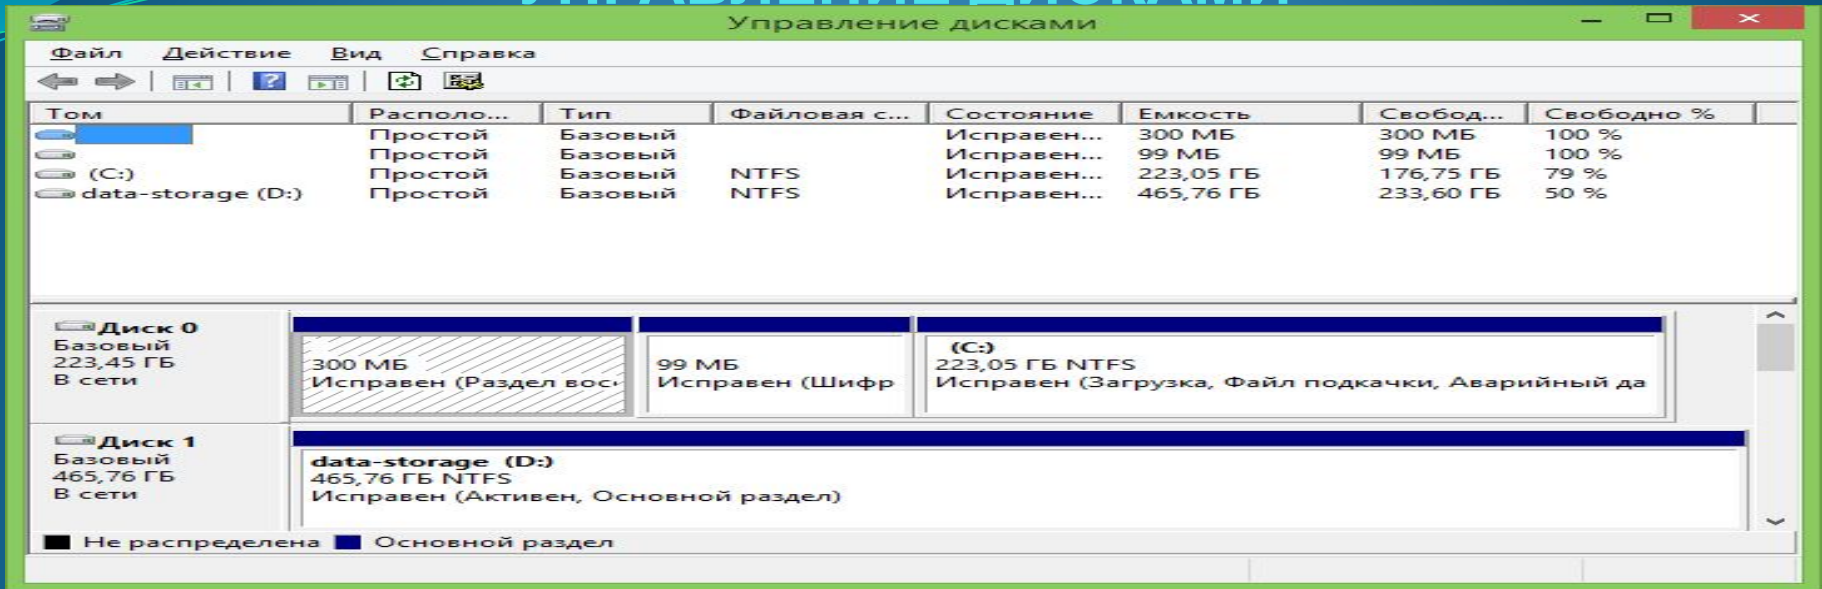 УПРАВЛЕНИЕ ДИСКАМИ
Управление дисками
Файл Действие Вид Справка
Том Располо... Тип Файловая с... Состояние Емкость Свобод... Свободно %
Простой Базовый Исправен... 300 МБ 300 МБ 100 %
Простой Базовый Исправен... 99 МБ 99 МБ 100 %
(C:) Простой Базовый NTFS Исправен... 223,05 ГБ 176,75 ГБ 79 %
data-storage (D:) Простой Базовый NTFS Исправен... 465,76 ГБ 233,60 ГБ 50 %
Диск 0
Базовый
223,45 ГБ
В сети
300 МБ
Исправен (Раздел вос
99 МБ
Исправен (Шифр
(C:)
223,05 ГБ NTFS
Исправен (Загрузка, Файл подкачки, Аварийный да
Диск 1
Базовый
465,76 ГБ
В сети
data-storage (D:)
465,76 ГБ NTFS
Исправен (Активен, Основной раздел)
Не распределена Основной раздел